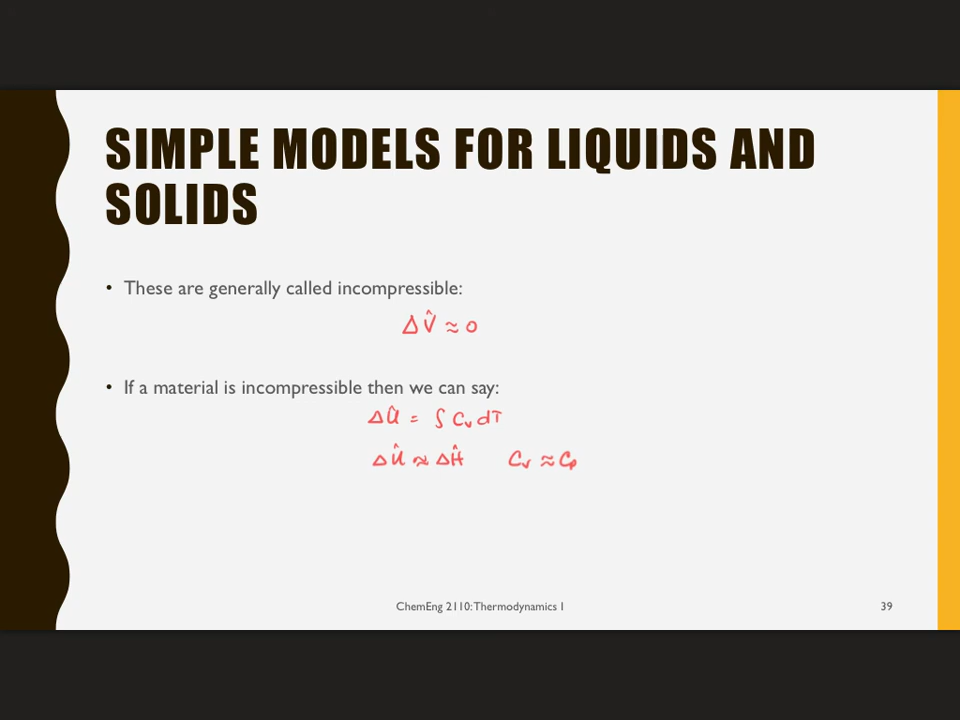 SIMPLE MODELS FOR LIQUIDS AND
SOLIDS
• These are generally called incompressible:
ΔV̂ ≈ 0
• If a material is incompressible then we can say:
ΔÛ = ∫ Cv dT
ΔÛ ≈ ΔĤ Cv ≈ Cp
ChemEng 2110: Thermodynamics I
39